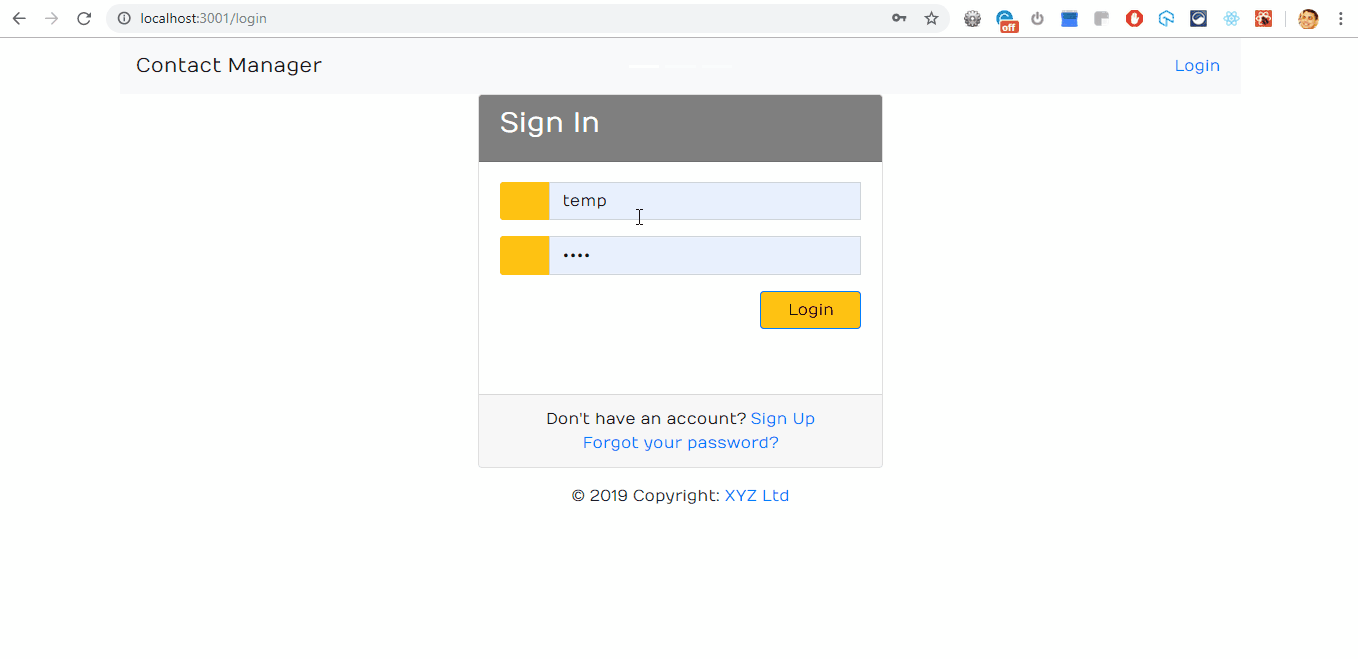 localhost:3001/login
off
Contact Manager
Login
Sign In
temp
••••
Login
Don't have an account? Sign Up
Forgot your password?
© 2019 Copyright: XYZ Ltd